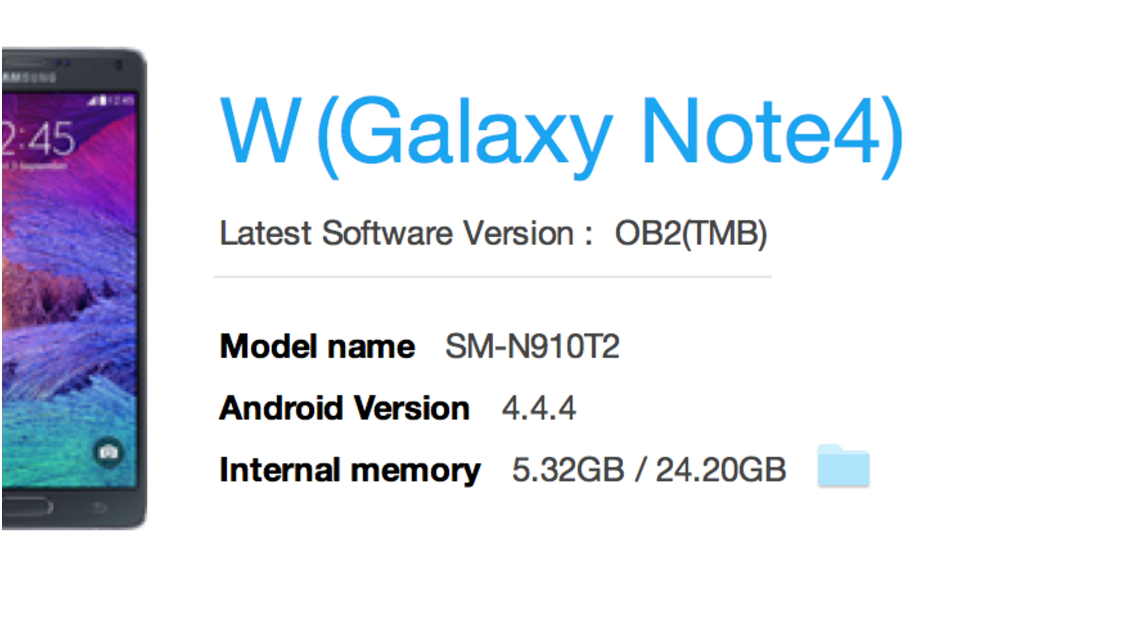 12:45
2:45
W (Galaxy Note4)
Latest Software Version : OB2(TMB)
Model name SM-N910T2
Android Version 4.4.4
Internal memory 5.32GB / 24.20GB